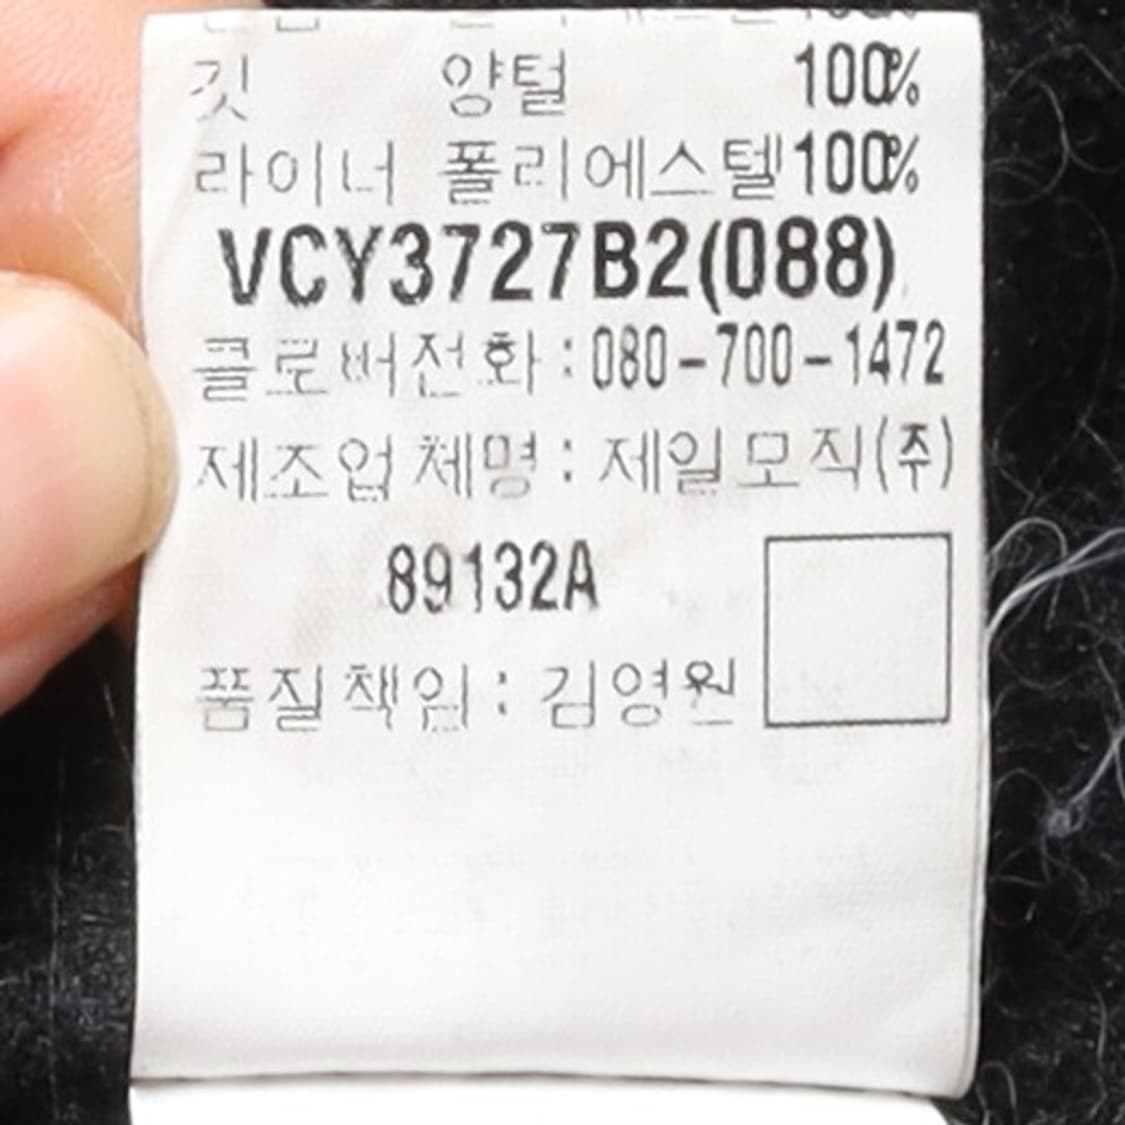 깃 양털 100%
라이너 폴리에스텔100%
VCY3727B2(088)
클로버전화:080-700-1472
제조업체명:제일모직(주)
89132A
품질책임:김영원